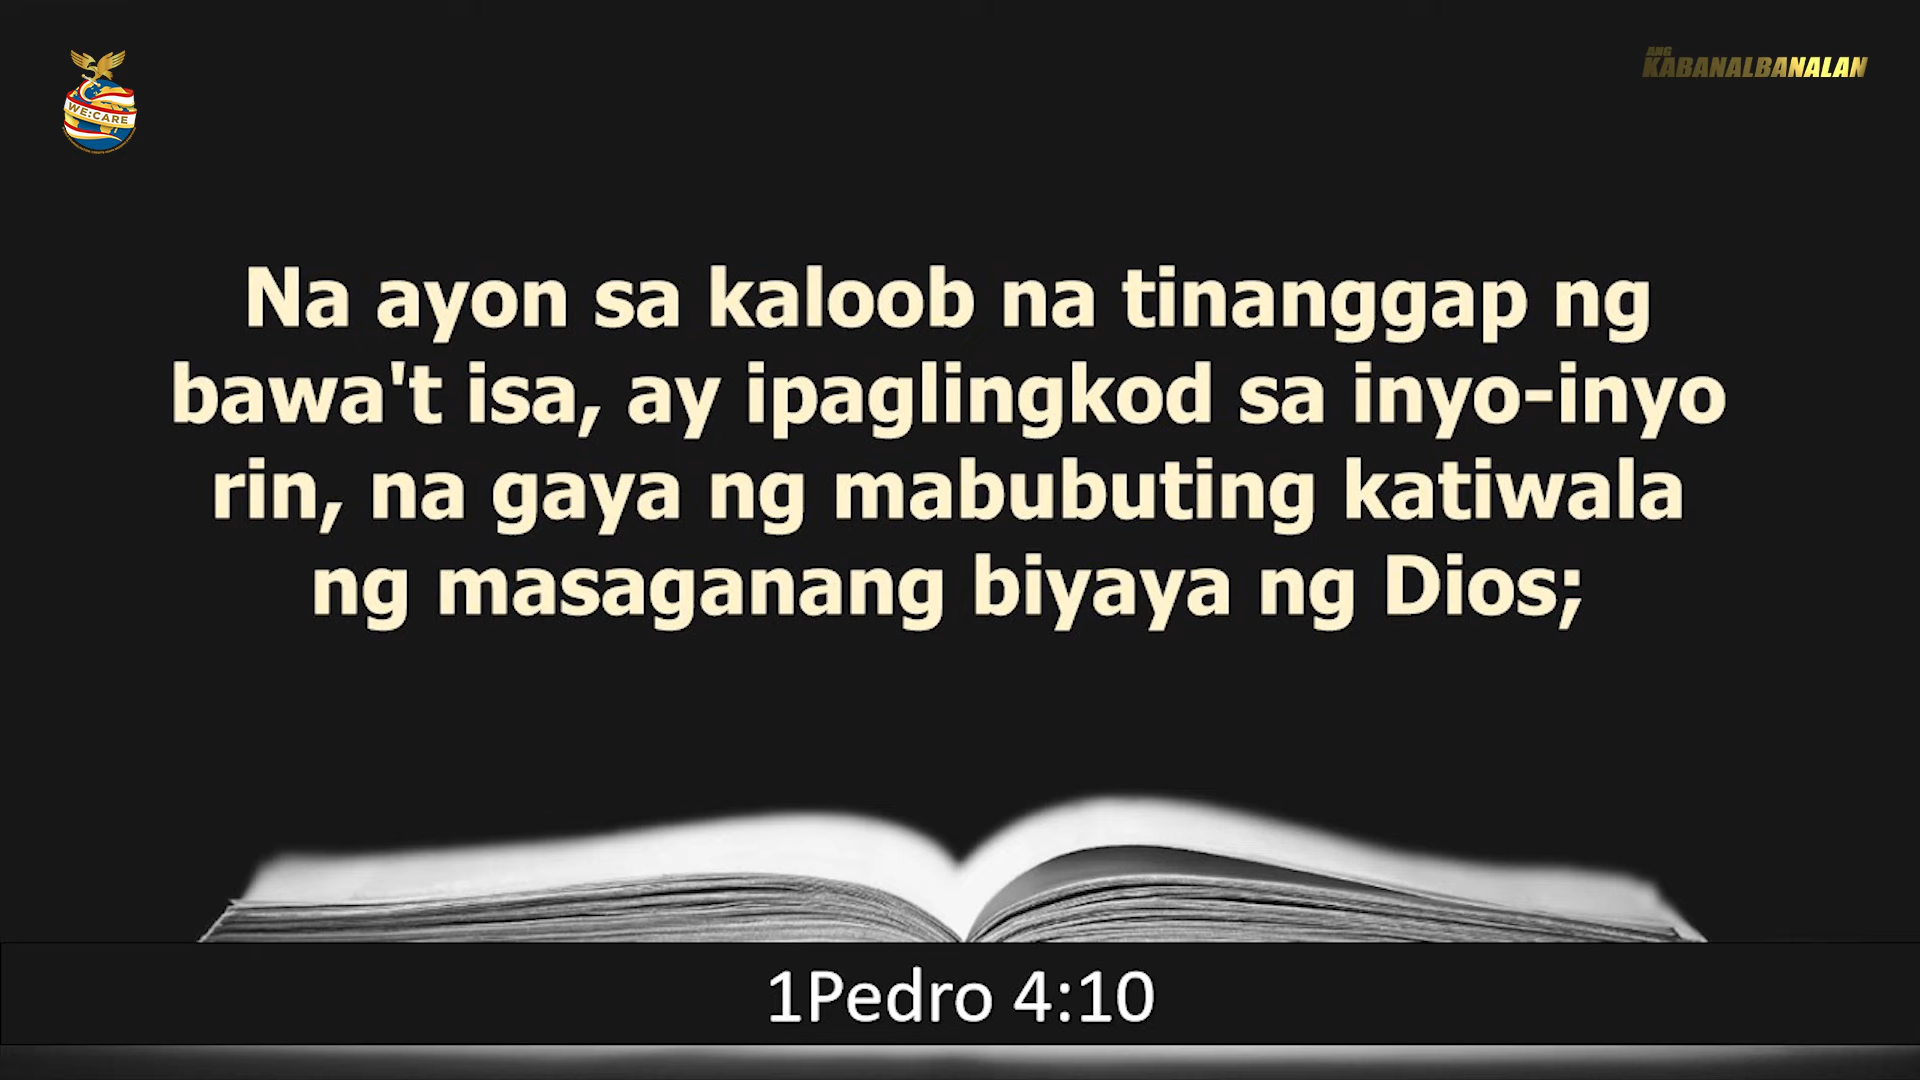 WE:CARE
ANG
KABANALBANALAN
Na ayon sa kaloob na tinanggap ng
bawa't isa, ay ipaglingkod sa inyo-inyo
rin, na gaya ng mabubuting katiwala
ng masaganang biyaya ng Dios;
1Pedro 4:10